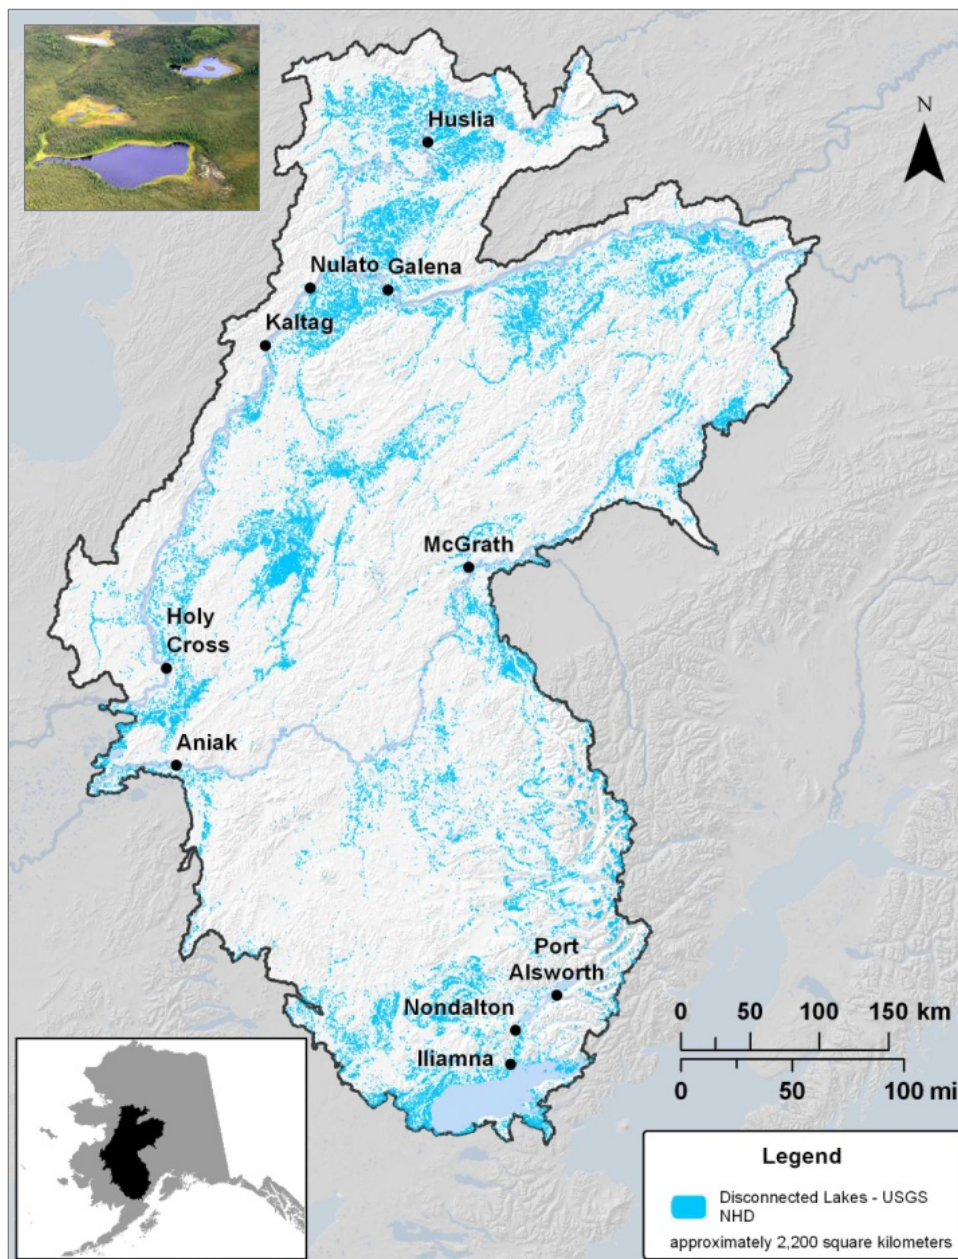 Huslia
N
Nulato Galena
Kaltag
McGrath
Holy
Cross
Aniak
Port
Alsworth
Nondalton
Iliamna
0 50 100 150 km
0 50 100 mi
Legend
Disconnected Lakes - USGS
NHD
approximately 2,200 square kilometers